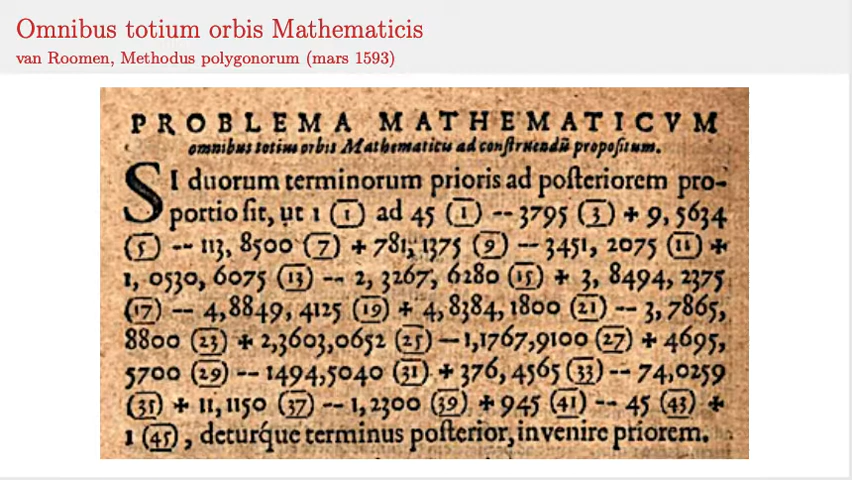 Omnibus totium orbis Mathematicis
van Roomen, Methodus polygonorum (mars 1593)
PROBLEMA MATHEMATICVM
omnibus totius orbis Mathematicis ad construendū propositum.
SI duorum terminorum prioris ad posteriorem pro-
portio sit, ut 1 (1) ad 45 (1) -- 3795 (3) + 9, 5634
(5) -- 113, 8500 (7) + 781, 1375 (9) -- 3451, 2075 (11) +
1, 0530, 6075 (13) -- 2, 3267, 6280 (15) + 3, 8494, 2375
(17) -- 4,8849, 4125 (19) + 4,8384, 1800 (21) -- 3,7865,
8800 (23) + 2,3603,0652 (25) -- 1,1767,9100 (27) + 4695,
5700 (29) -- 1494,5040 (31) + 376, 4565 (33) -- 74,0259
(35) + 11, 1150 (37) -- 1, 2300 (39) + 945 (41) -- 45 (43) +
1 (45), deturq́ue terminus posterior, invenire priorem.